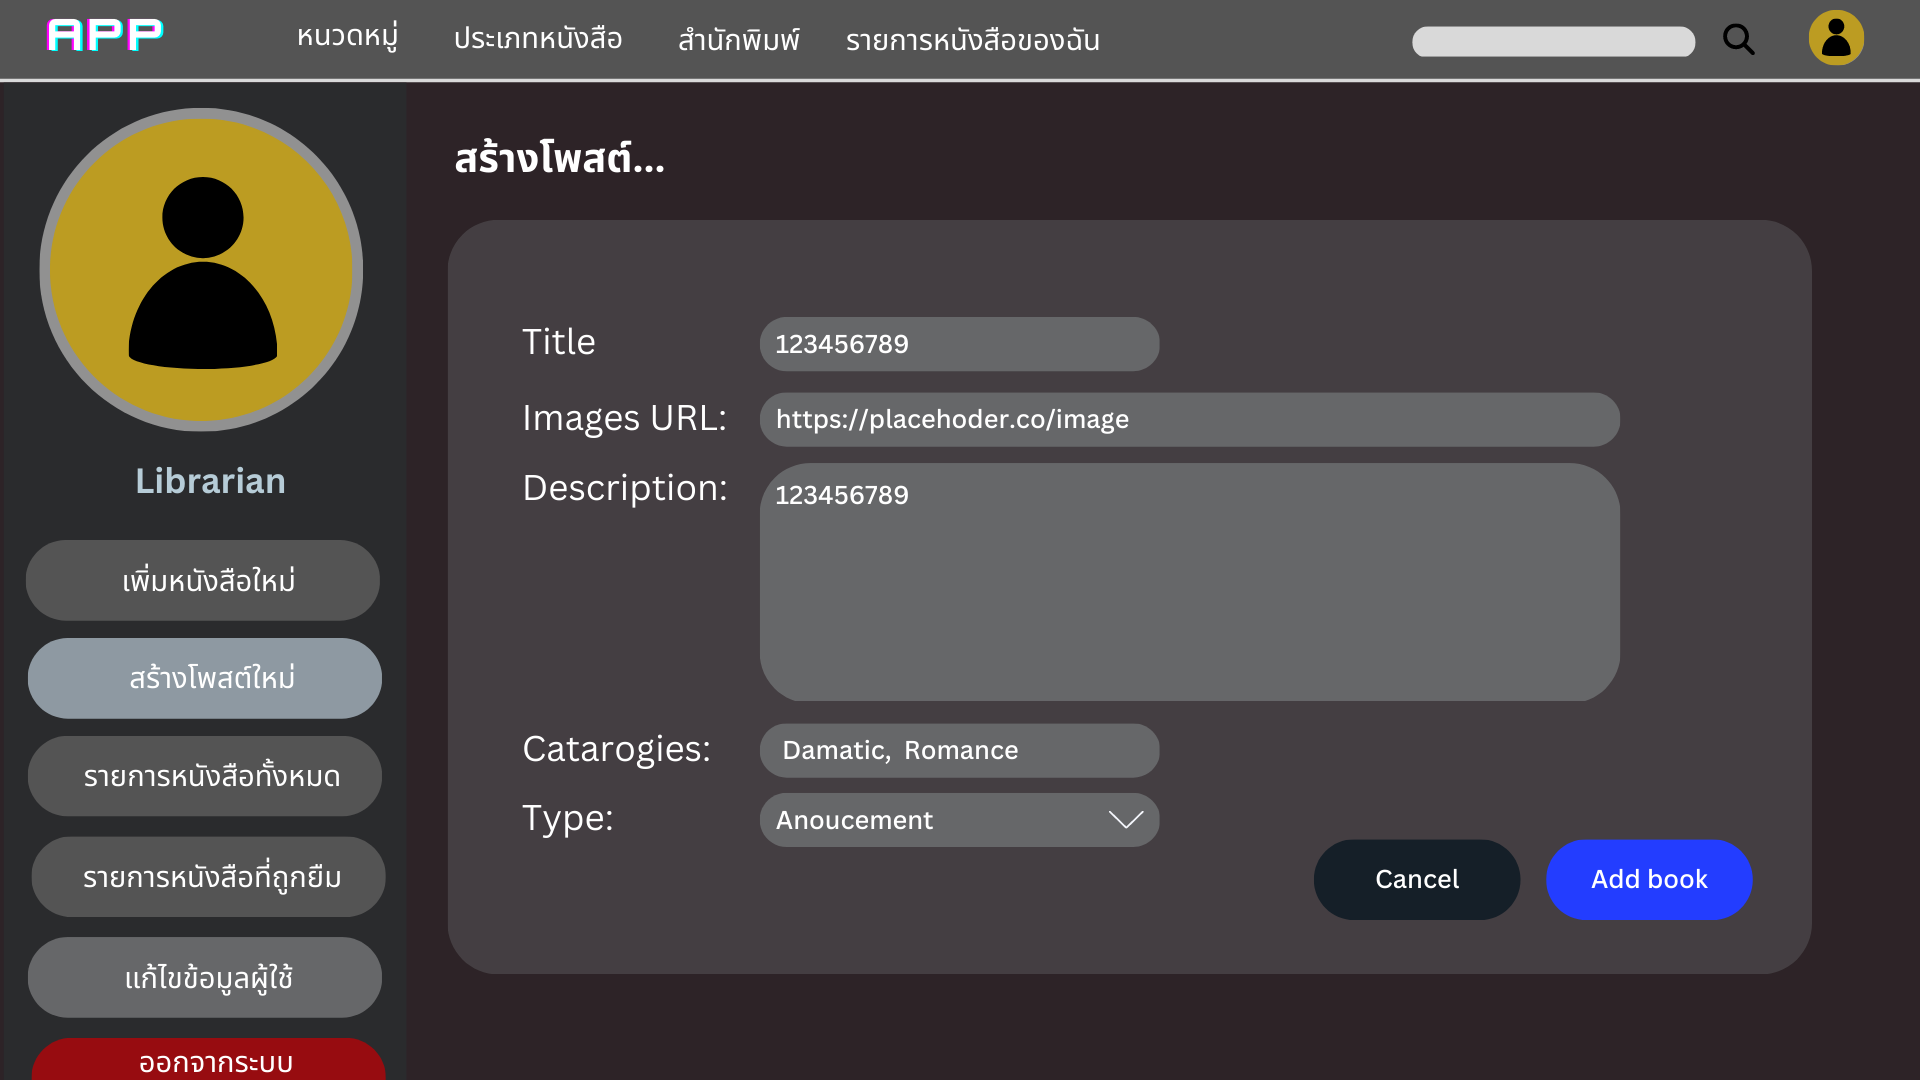 APP
หนวดหมู่ ประเภทหนังสือ สำนักพิมพ์ รายการหนังสือของฉัน
สร้างโพสต์...
Librarian
เพิ่มหนังสือใหม่
สร้างโพสต์ใหม่
รายการหนังสือทั้งหมด
รายการหนังสือที่ถูกยืม
แก้ไขข้อมูลผู้ใช้
ออกจากระบบ
Title 123456789
Images URL: https://placehoder.co/image
Description: 123456789
Catarogies: Damatic, Romance
Type: Anoucement
Cancel Add book